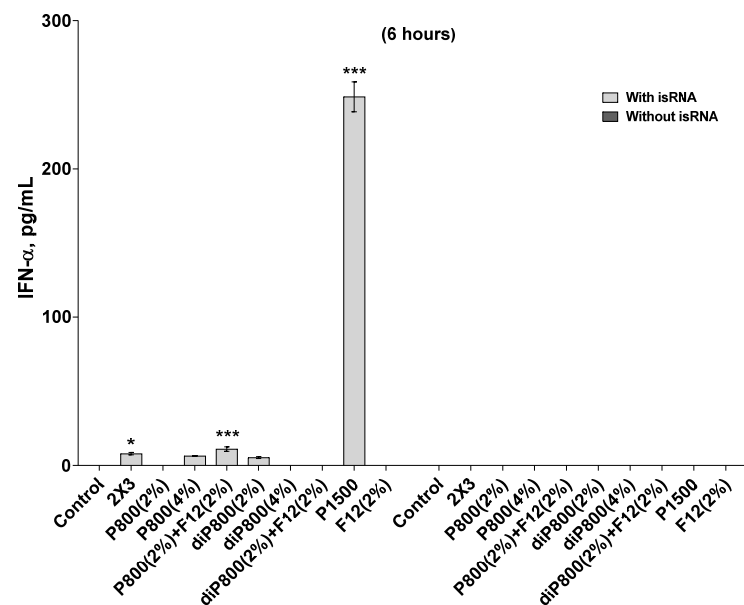 300
(6 hours)
***
With isRNA
Without isRNA
200
IFN-α, pg/mL
100
*
***
0
Control
2X3
P800(2%)
P800(4%)
P800(2%)+F12(2%)
diP800(2%)
diP800(4%)
diP800(2%)+F12(2%)
P1500
F12(2%)
Control
2X3
P800(2%)
P800(4%)
P800(2%)+F12(2%)
diP800(2%)
diP800(4%)
diP800(2%)+F12(2%)
P1500
F12(2%)